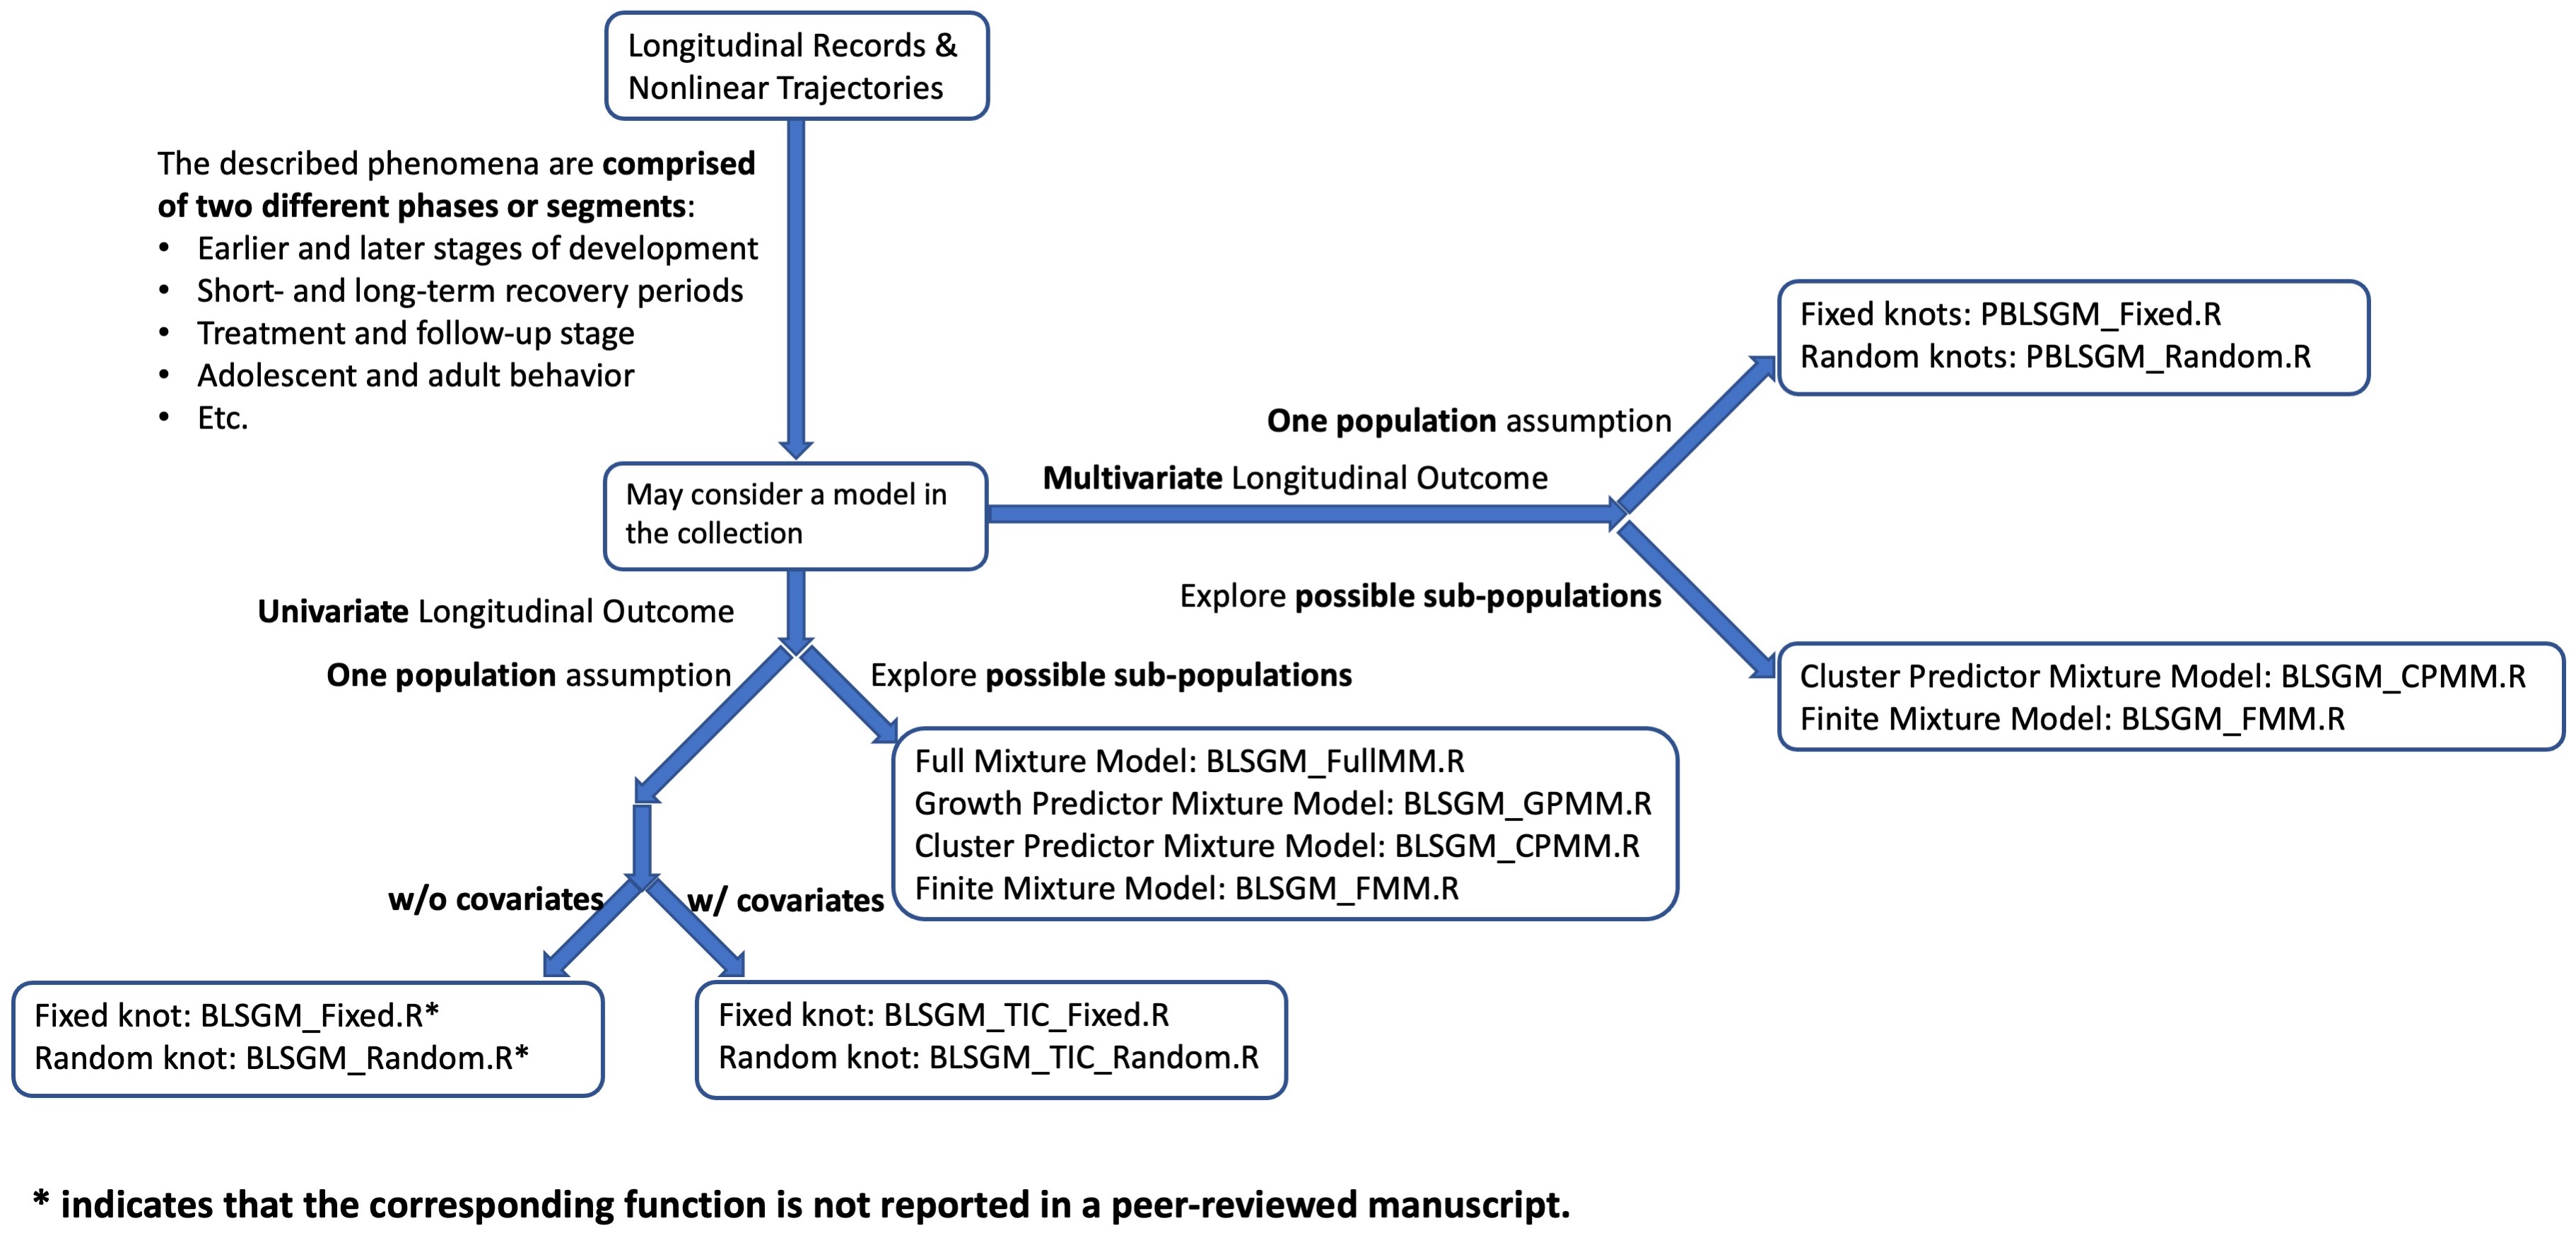 Longitudinal Records &
Nonlinear Trajectories
The described phenomena are comprised
of two different phases or segments:
• Earlier and later stages of development
• Short- and long-term recovery periods
• Treatment and follow-up stage
• Adolescent and adult behavior
• Etc.
May consider a model in
the collection
Multivariate Longitudinal Outcome
One population assumption
Fixed knots: PBLSGM_Fixed.R
Random knots: PBLSGM_Random.R
Explore possible sub-populations
Cluster Predictor Mixture Model: BLSGM_CPMM.R
Finite Mixture Model: BLSGM_FMM.R
Univariate Longitudinal Outcome
One population assumption
Explore possible sub-populations
Full Mixture Model: BLSGM_FullMM.R
Growth Predictor Mixture Model: BLSGM_GPMM.R
Cluster Predictor Mixture Model: BLSGM_CPMM.R
Finite Mixture Model: BLSGM_FMM.R
w/o covariates
w/ covariates
Fixed knot: BLSGM_Fixed.R*
Random knot: BLSGM_Random.R*
Fixed knot: BLSGM_TIC_Fixed.R
Random knot: BLSGM_TIC_Random.R
* indicates that the corresponding function is not reported in a peer-reviewed manuscript.